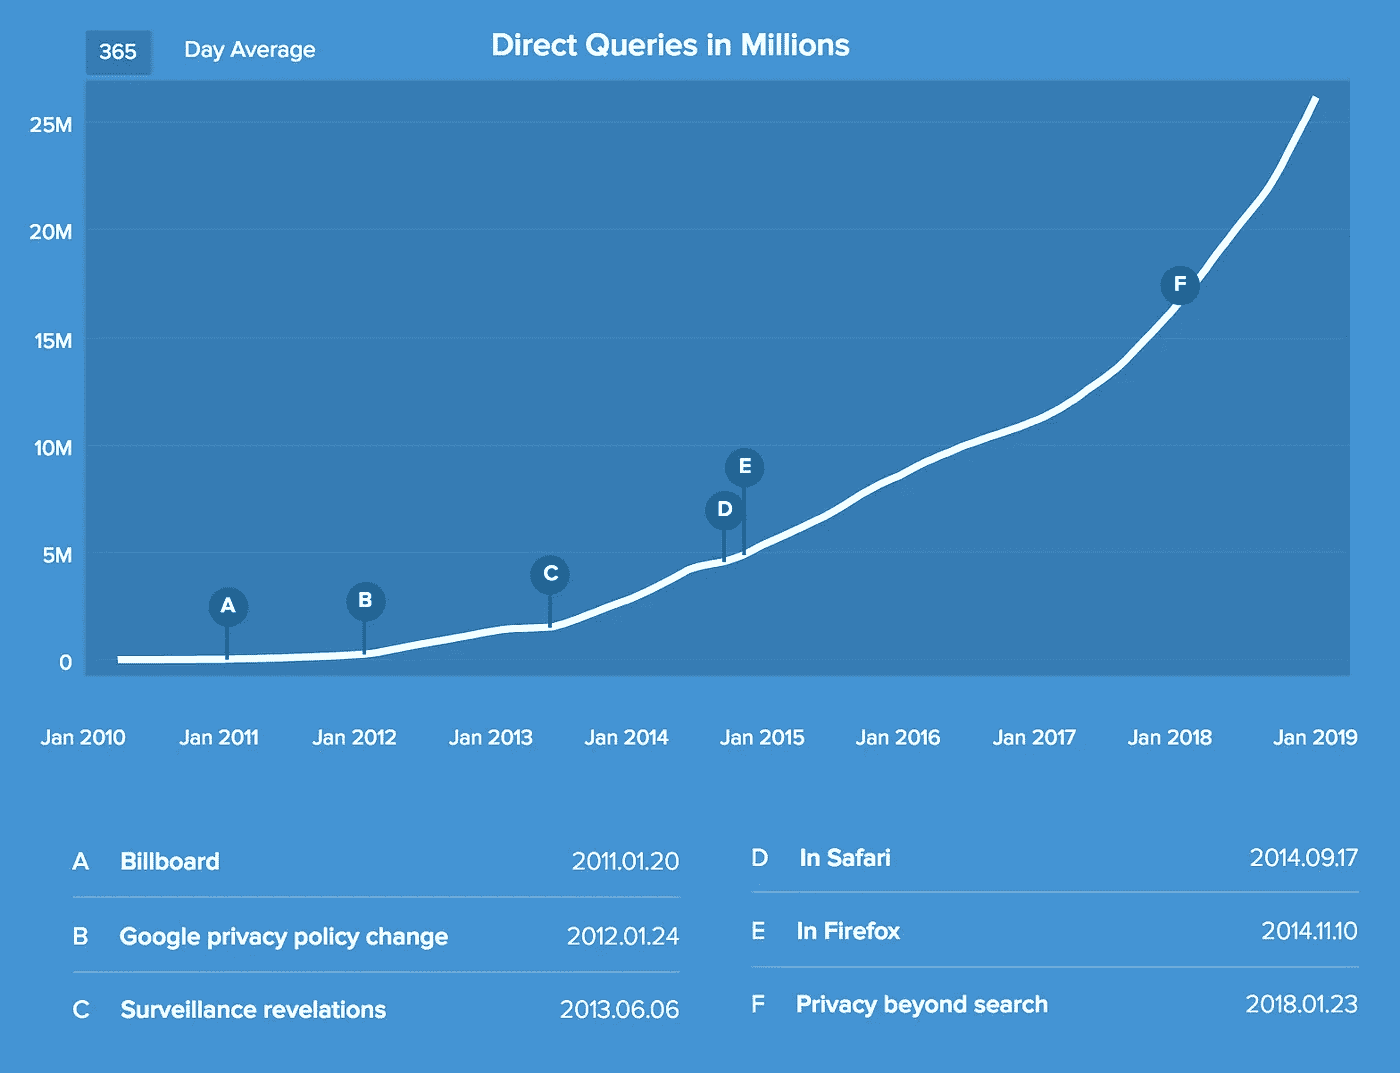 365 Day Average
Direct Queries in Millions
25M
20M
15M
10M
5M
0
F
E
D
C
B
A
Jan 2010 Jan 2011 Jan 2012 Jan 2013 Jan 2014 Jan 2015 Jan 2016 Jan 2017 Jan 2018 Jan 2019
A Billboard 2011.01.20
B Google privacy policy change 2012.01.24
C Surveillance revelations 2013.06.06
D In Safari 2014.09.17
E In Firefox 2014.11.10
F Privacy beyond search 2018.01.23